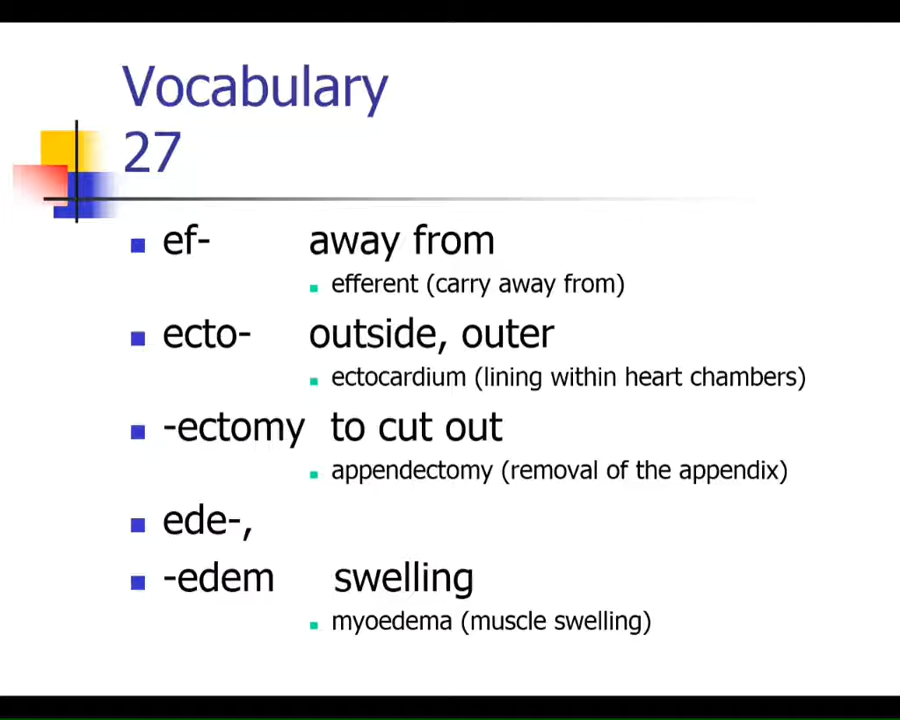 Vocabulary
27
ef- away from
efferent (carry away from)
ecto- outside, outer
ectocardium (lining within heart chambers)
-ectomy to cut out
appendectomy (removal of the appendix)
ede-,
-edem swelling
myoedema (muscle swelling)